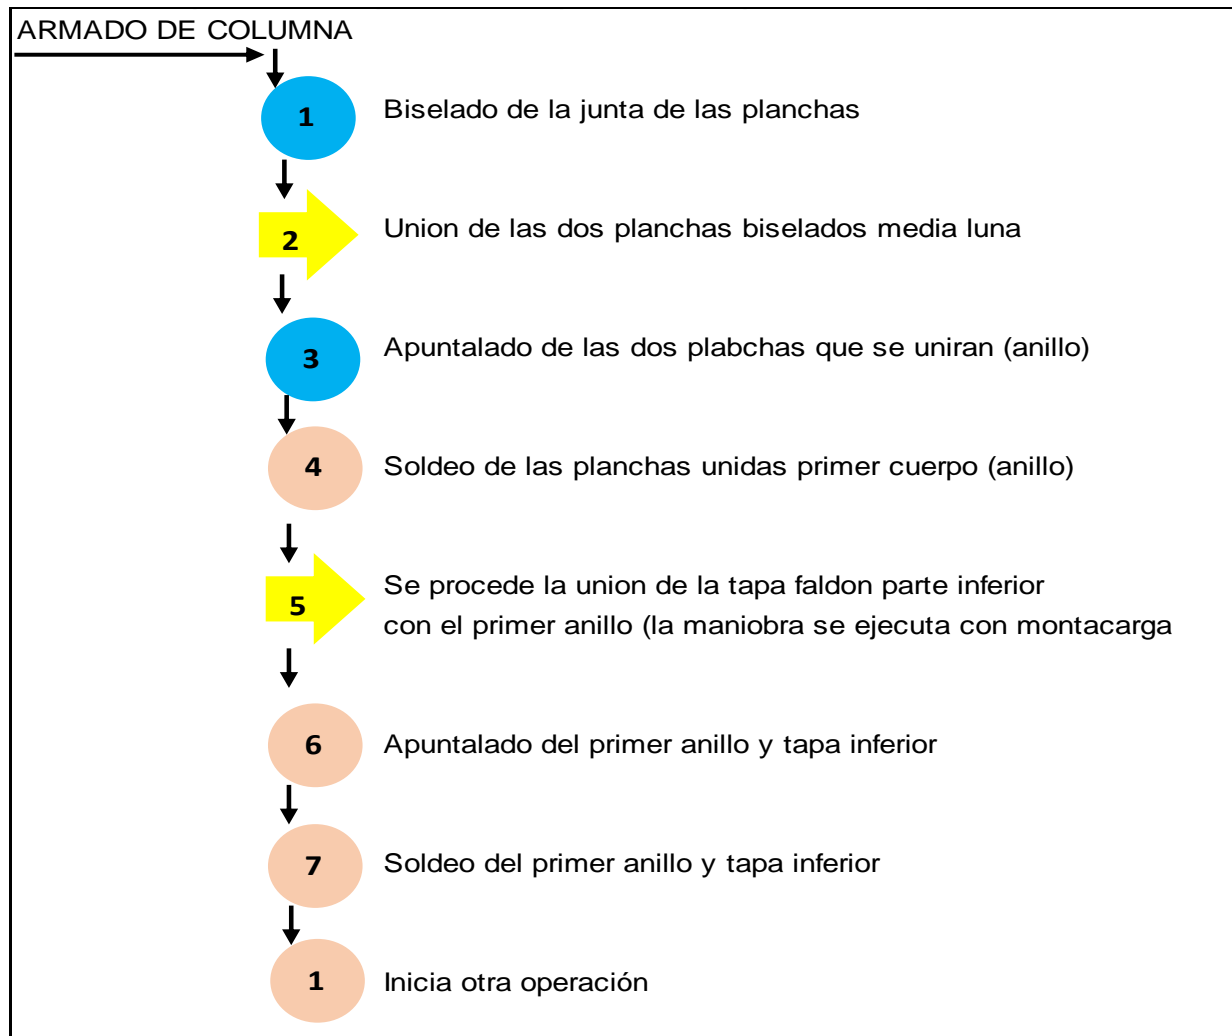 ARMADO DE COLUMNA
1 Biselado de la junta de las planchas
2 Union de las dos planchas biselados media luna
3 Apuntalado de las dos plabchas que se uniran (anillo)
4 Soldeo de las planchas unidas primer cuerpo (anillo)
5 Se procede la union de la tapa faldon parte inferior
con el primer anillo (la maniobra se ejecuta con montacarga
6 Apuntalado del primer anillo y tapa inferior
7 Soldeo del primer anillo y tapa inferior
1 Inicia otra operación